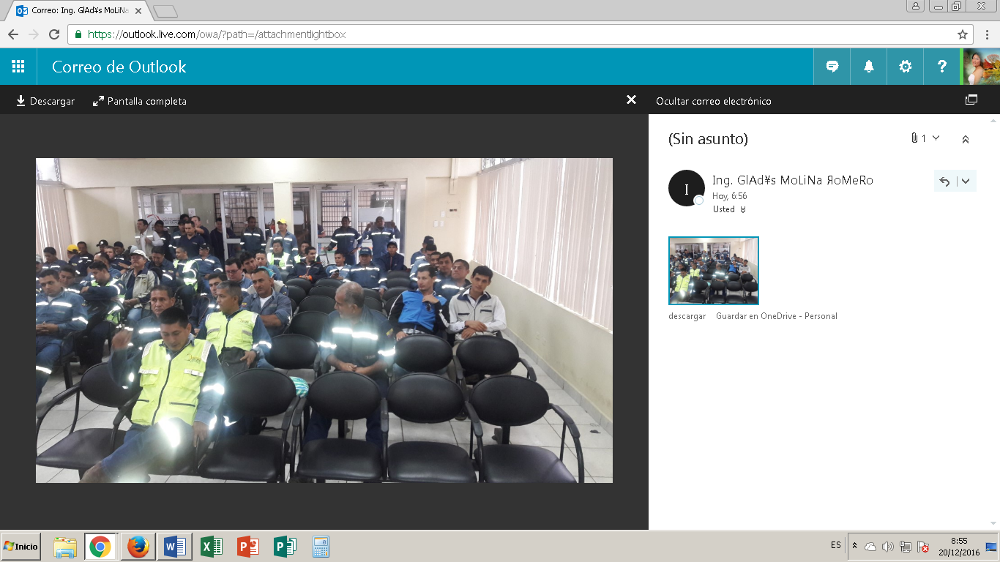 Correo: Ing. GlAd¥s MoLiNa
https://outlook.live.com/owa/?path=/attachmentlightbox
Correo de Outlook
Descargar
Pantalla completa
Ocultar correo electrónico
(Sin asunto)
1
I
Ing. GlAd¥s MoLiNa ЯoMeRo
Hoy, 6:56
Usted
descargar
Guardar en OneDrive - Personal
Inicio
ES
8:55
20/12/2016